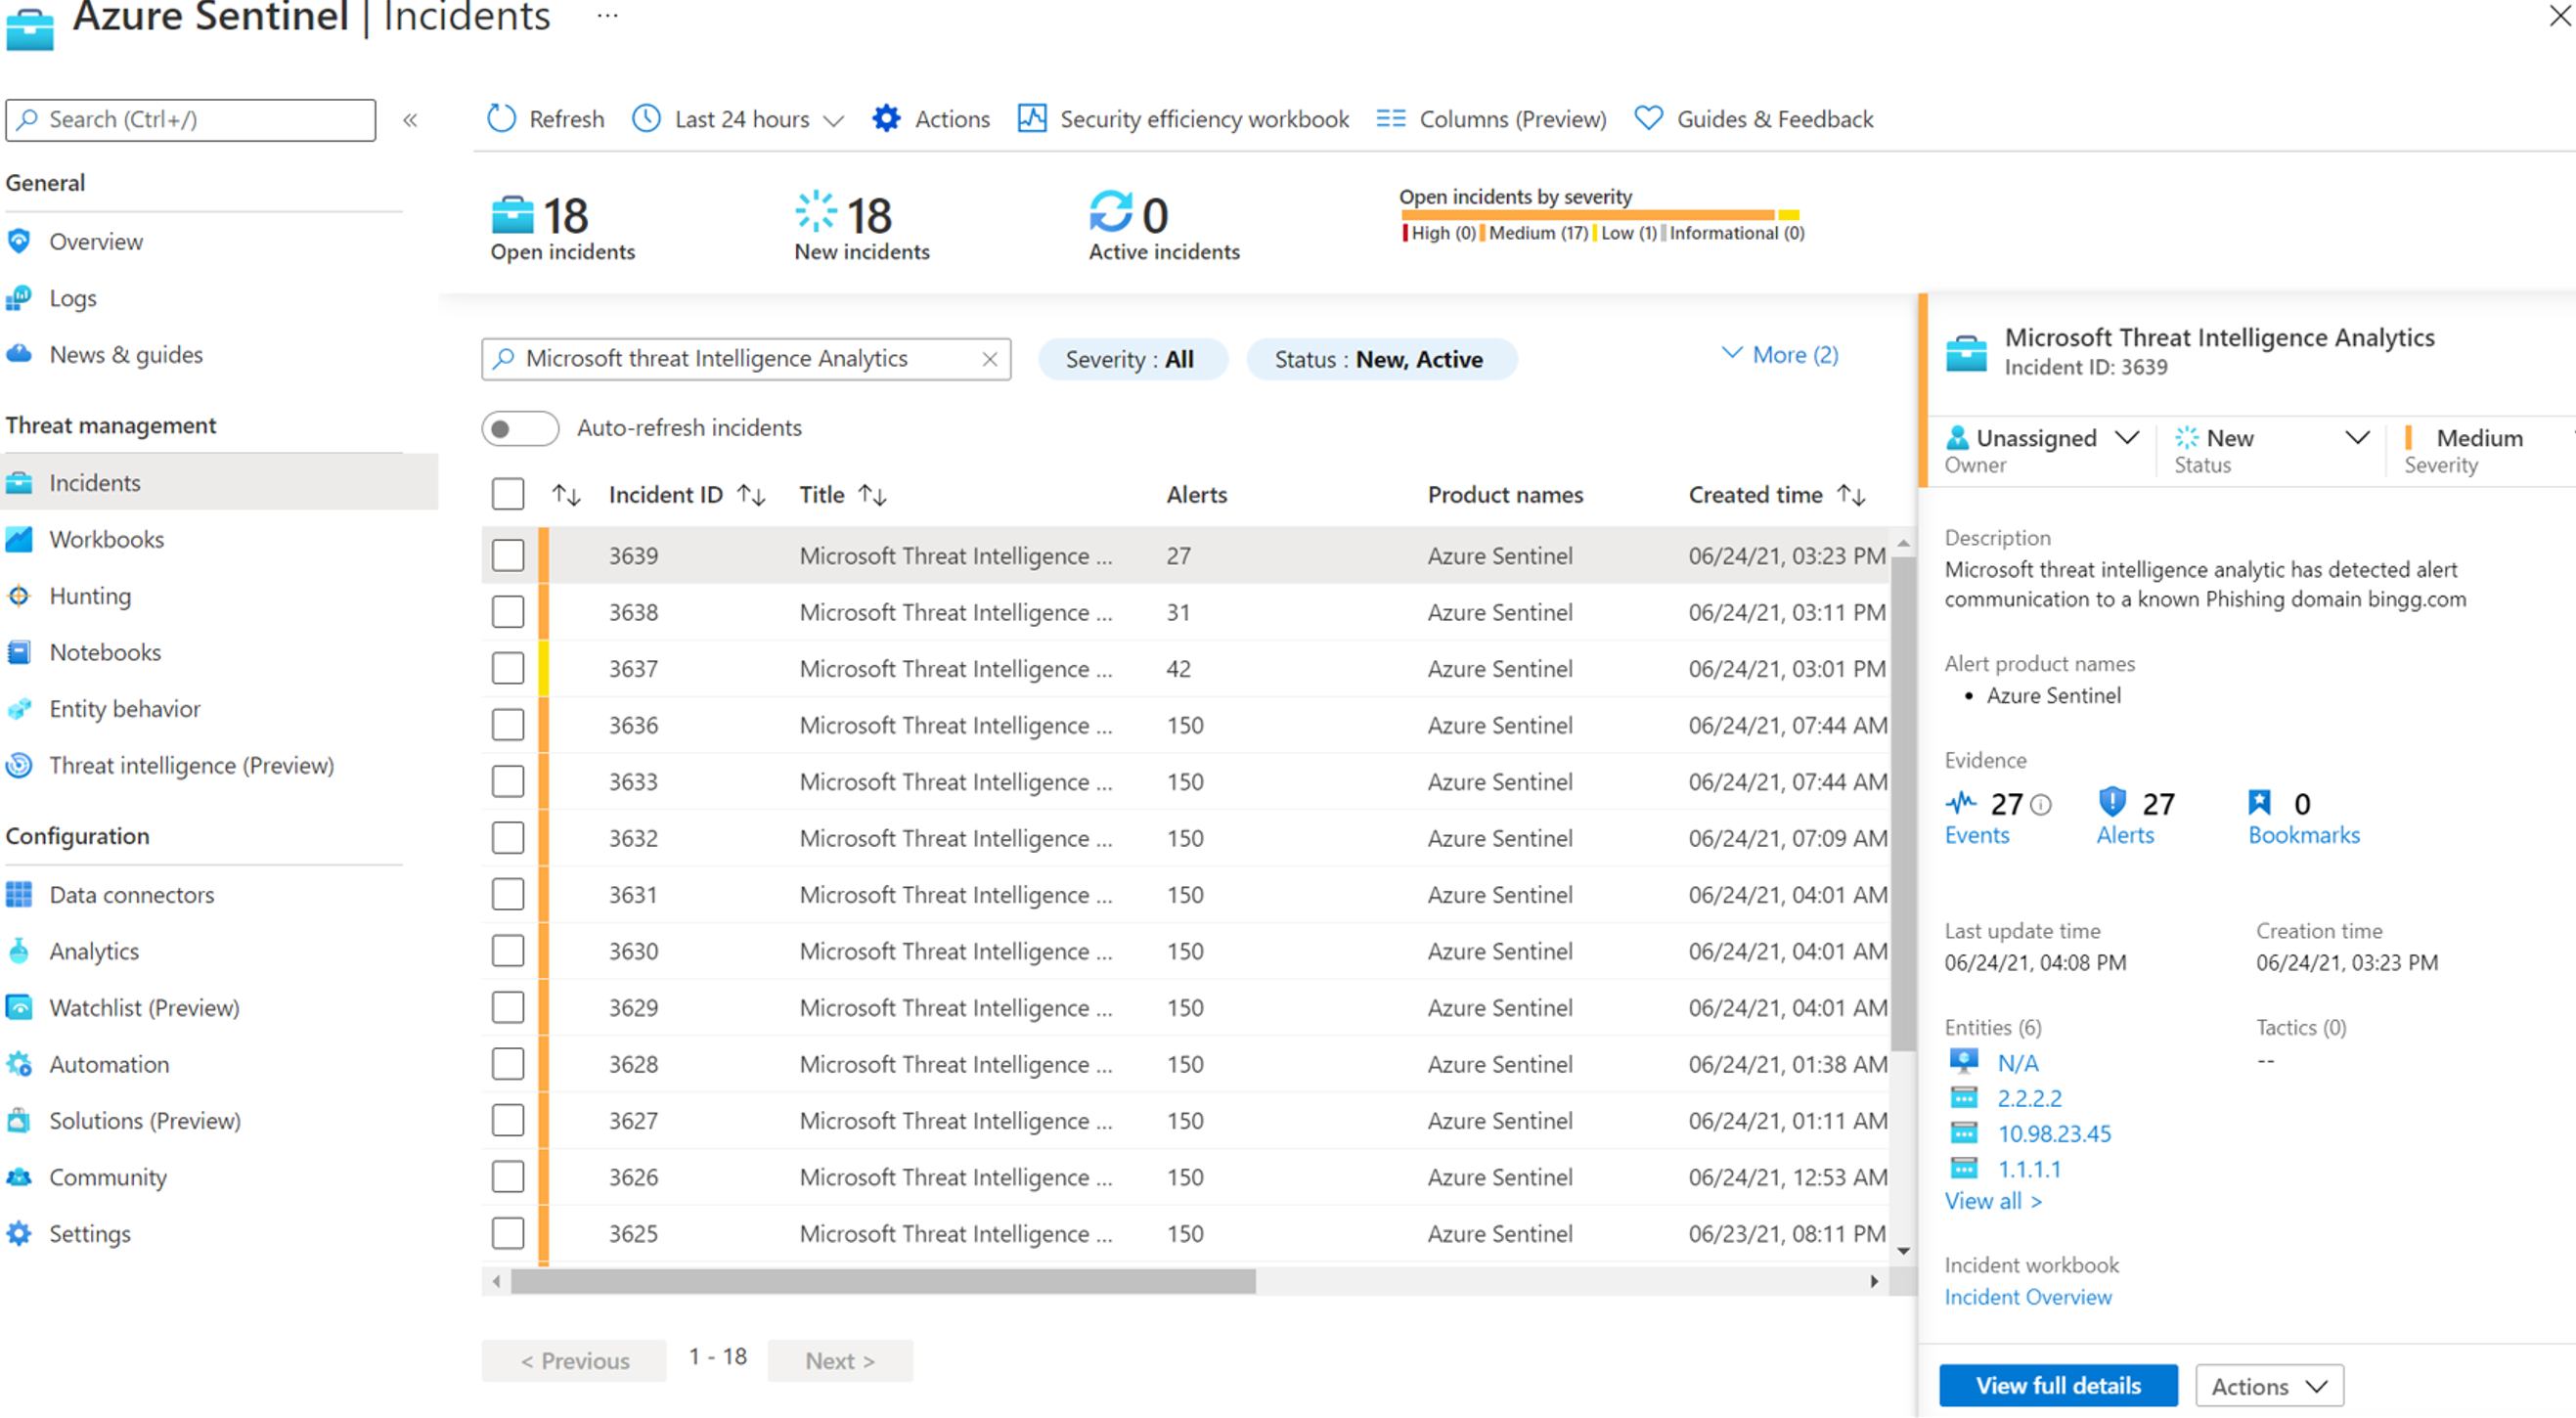 Azure Sentinel | Incidents ...
Search (Ctrl+/)
«
General
Overview
Logs
News & guides
Threat management
Incidents
Workbooks
Hunting
Notebooks
Entity behavior
Threat intelligence (Preview)
Configuration
Data connectors
Analytics
Watchlist (Preview)
Automation
Solutions (Preview)
Community
Settings
Refresh Last 24 hours Actions Security efficiency workbook Columns (Preview) Guides & Feedback
18 18 0
Open incidents New incidents Active incidents
Open incidents by severity
High (0) Medium (17) Low (1) Informational (0)
Microsoft threat Intelligence Analytics Severity : All Status : New, Active More (2)
Auto-refresh incidents
Incident ID Title Alerts Product names Created time
3639 Microsoft Threat Intelligence ... 27 Azure Sentinel 06/24/21, 03:23 PM
3638 Microsoft Threat Intelligence ... 31 Azure Sentinel 06/24/21, 03:11 PM
3637 Microsoft Threat Intelligence ... 42 Azure Sentinel 06/24/21, 03:01 PM
3636 Microsoft Threat Intelligence ... 150 Azure Sentinel 06/24/21, 07:44 AM
3633 Microsoft Threat Intelligence ... 150 Azure Sentinel 06/24/21, 07:44 AM
3632 Microsoft Threat Intelligence ... 150 Azure Sentinel 06/24/21, 07:09 AM
3631 Microsoft Threat Intelligence ... 150 Azure Sentinel 06/24/21, 04:01 AM
3630 Microsoft Threat Intelligence ... 150 Azure Sentinel 06/24/21, 04:01 AM
3629 Microsoft Threat Intelligence ... 150 Azure Sentinel 06/24/21, 04:01 AM
3628 Microsoft Threat Intelligence ... 150 Azure Sentinel 06/24/21, 01:38 AM
3627 Microsoft Threat Intelligence ... 150 Azure Sentinel 06/24/21, 01:11 AM
3626 Microsoft Threat Intelligence ... 150 Azure Sentinel 06/24/21, 12:53 AM
3625 Microsoft Threat Intelligence ... 150 Azure Sentinel 06/23/21, 08:11 PM
< Previous 1 - 18 Next >
Microsoft Threat Intelligence Analytics
Incident ID: 3639
Unassigned New Medium
Owner Status Severity
Description
Microsoft threat intelligence analytic has detected alert
communication to a known Phishing domain bingg.com
Alert product names
• Azure Sentinel
Evidence
27 27 0
Events Alerts Bookmarks
Last update time Creation time
06/24/21, 04:08 PM 06/24/21, 03:23 PM
Entities (6) Tactics (0)
N/A --
2.2.2.2
10.98.23.45
1.1.1.1
View all >
Incident workbook
Incident Overview
View full details Actions